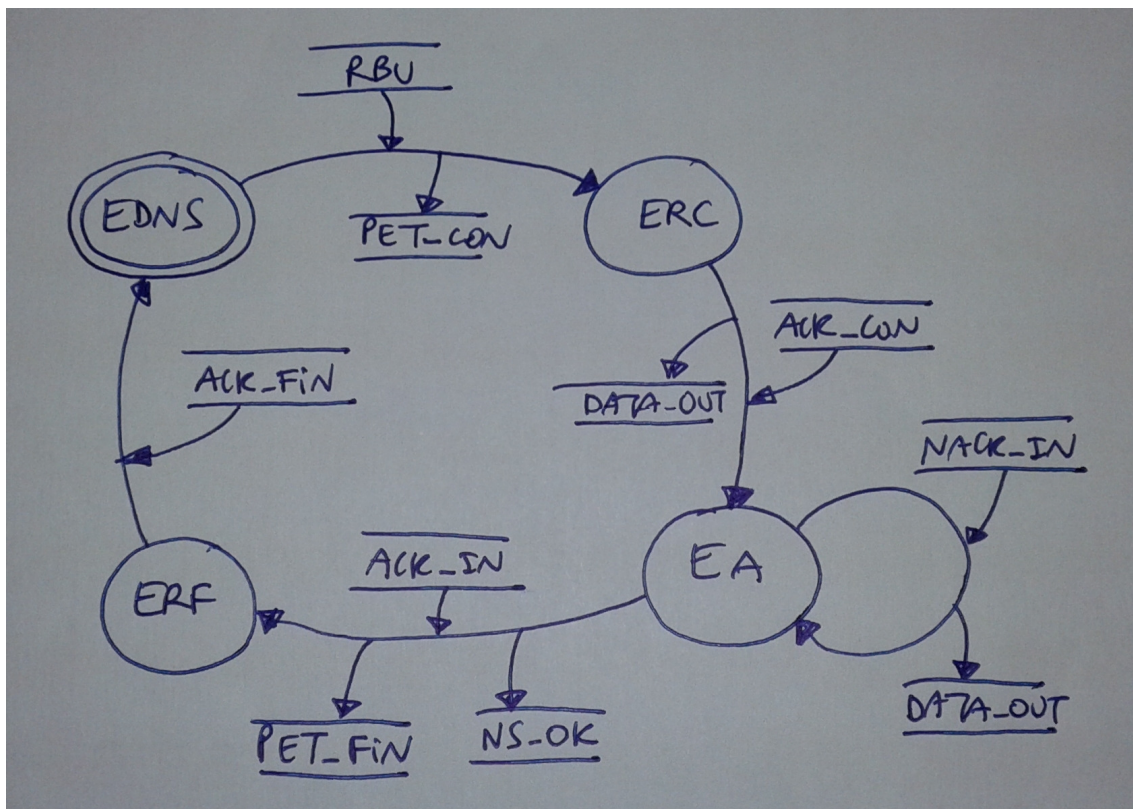 RBU
EDNS
PET_CON
ERC
ACK_CON
ACK_FiN
DATA_OUT
NACK_IN
ACK_IN
EA
ERF
DATA_OUT
PET_FiN
NS_OK